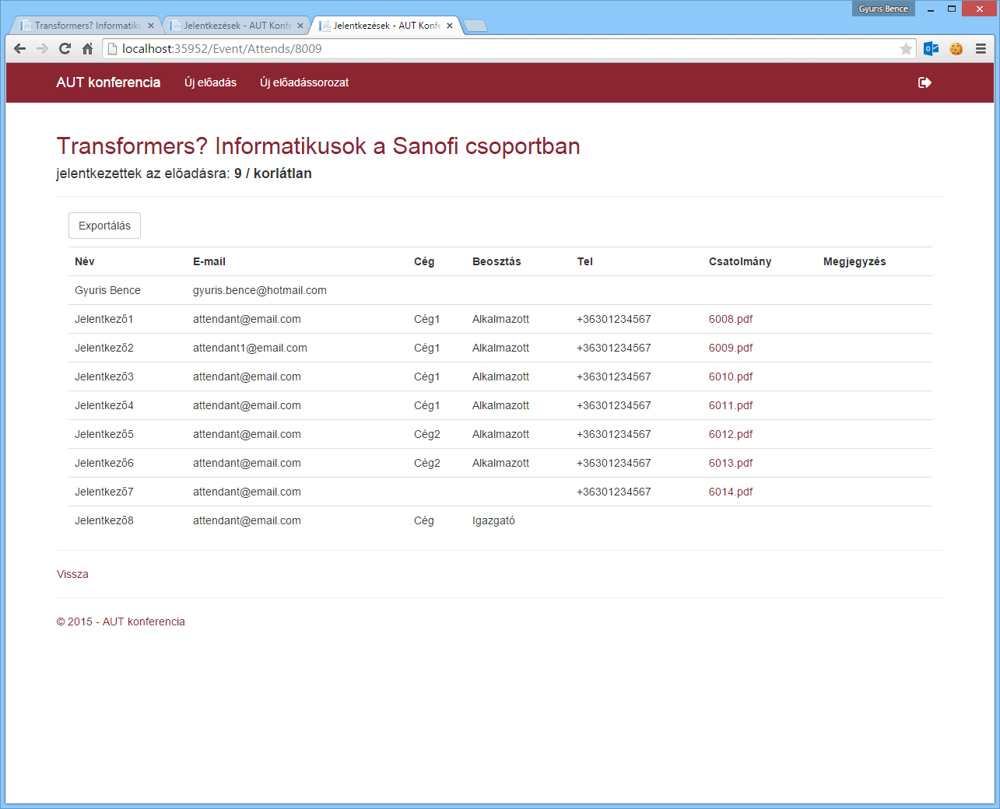 Gyuris Bence
Transformers? Informatiku
Jelentkezések - AUT Konfe
Jelentkezések - AUT Konfe
localhost:35952/Event/Attends/8009
AUT konferencia Új előadás Új előadássorozat
Transformers? Informatikusok a Sanofi csoportban
jelentkezettek az előadásra: 9 / korlátlan
Exportálás
Név E-mail Cég Beosztás Tel Csatolmány Megjegyzés
Gyuris Bence gyuris.bence@hotmail.com
Jelentkező1 attendant@email.com Cég1 Alkalmazott +36301234567 6008.pdf
Jelentkező2 attendant1@email.com Cég1 Alkalmazott +36301234567 6009.pdf
Jelentkező3 attendant@email.com Cég1 Alkalmazott +36301234567 6010.pdf
Jelentkező4 attendant@email.com Cég1 Alkalmazott +36301234567 6011.pdf
Jelentkező5 attendant@email.com Cég2 Alkalmazott +36301234567 6012.pdf
Jelentkező6 attendant@email.com Cég2 Alkalmazott +36301234567 6013.pdf
Jelentkező7 attendant@email.com +36301234567 6014.pdf
Jelentkező8 attendant@email.com Cég Igazgató
Vissza
© 2015 - AUT konferencia